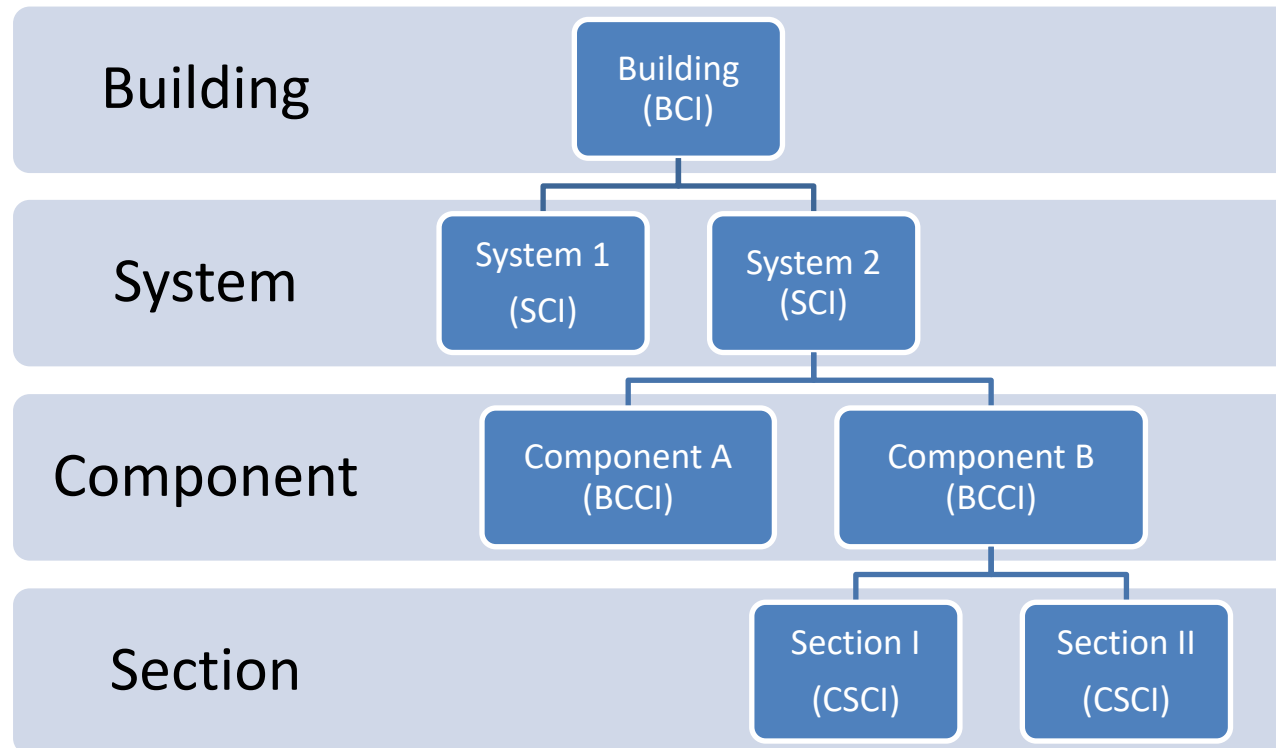 Building
Building
(BCI)
System
System 1
(SCI)
System 2
(SCI)
Component
Component A
(BCCI)
Component B
(BCCI)
Section
Section I
(CSCI)
Section II
(CSCI)